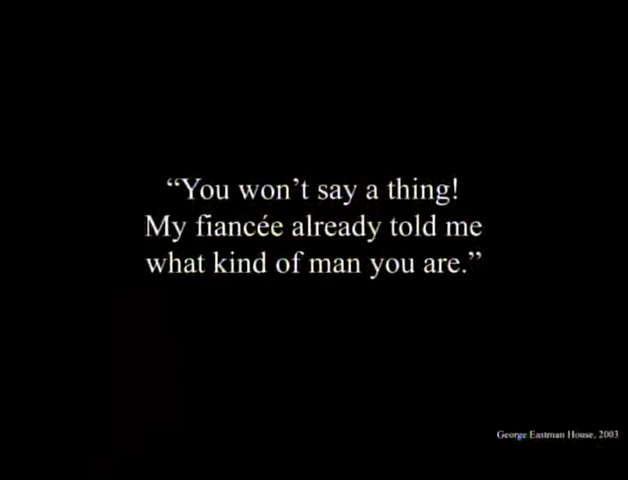 “You won’t say a thing!
My fiancée already told me
what kind of man you are.”
George Eastman House, 2003